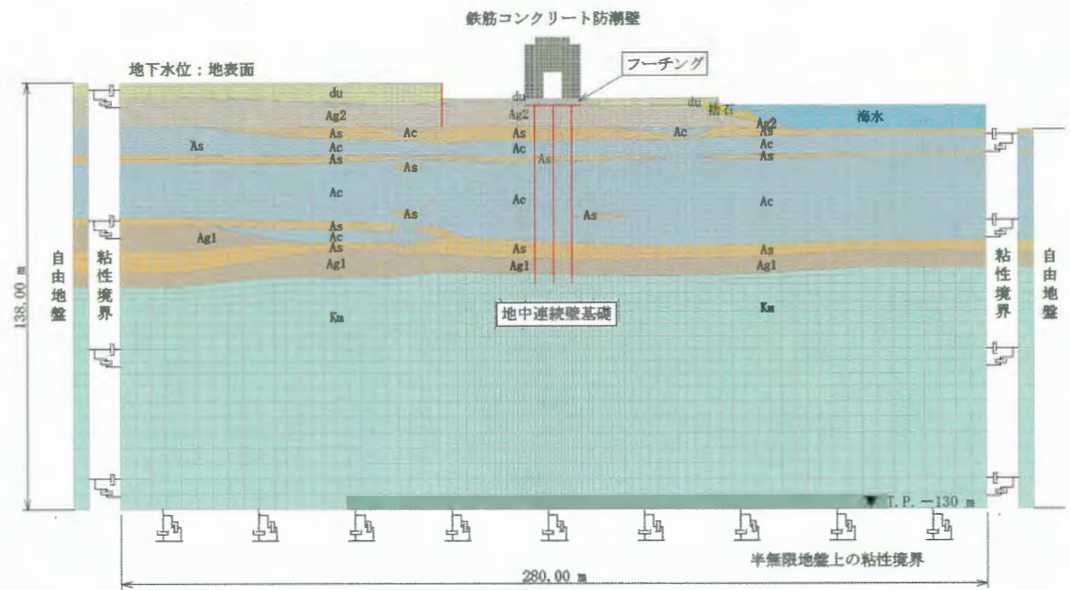 鉄筋コンクリート防潮壁
フーチング
地下水位：地表面
du
du
du
捨石
海水
Ag2
Ag2
Ag2
As
Ac
As
Ac
As
As
Ac
Ac
Ac
As
As
As
As
Ac
Ac
Ac
As
As
As
Ag1
Ac
As
As
As
Ag1
Ag1
Ag1
Km
Km
地中連続壁基礎
自由地盤
粘性境界
粘性境界
自由地盤
138.00 m
T.P. －130 m
半無限地盤上の粘性境界
280.00 m